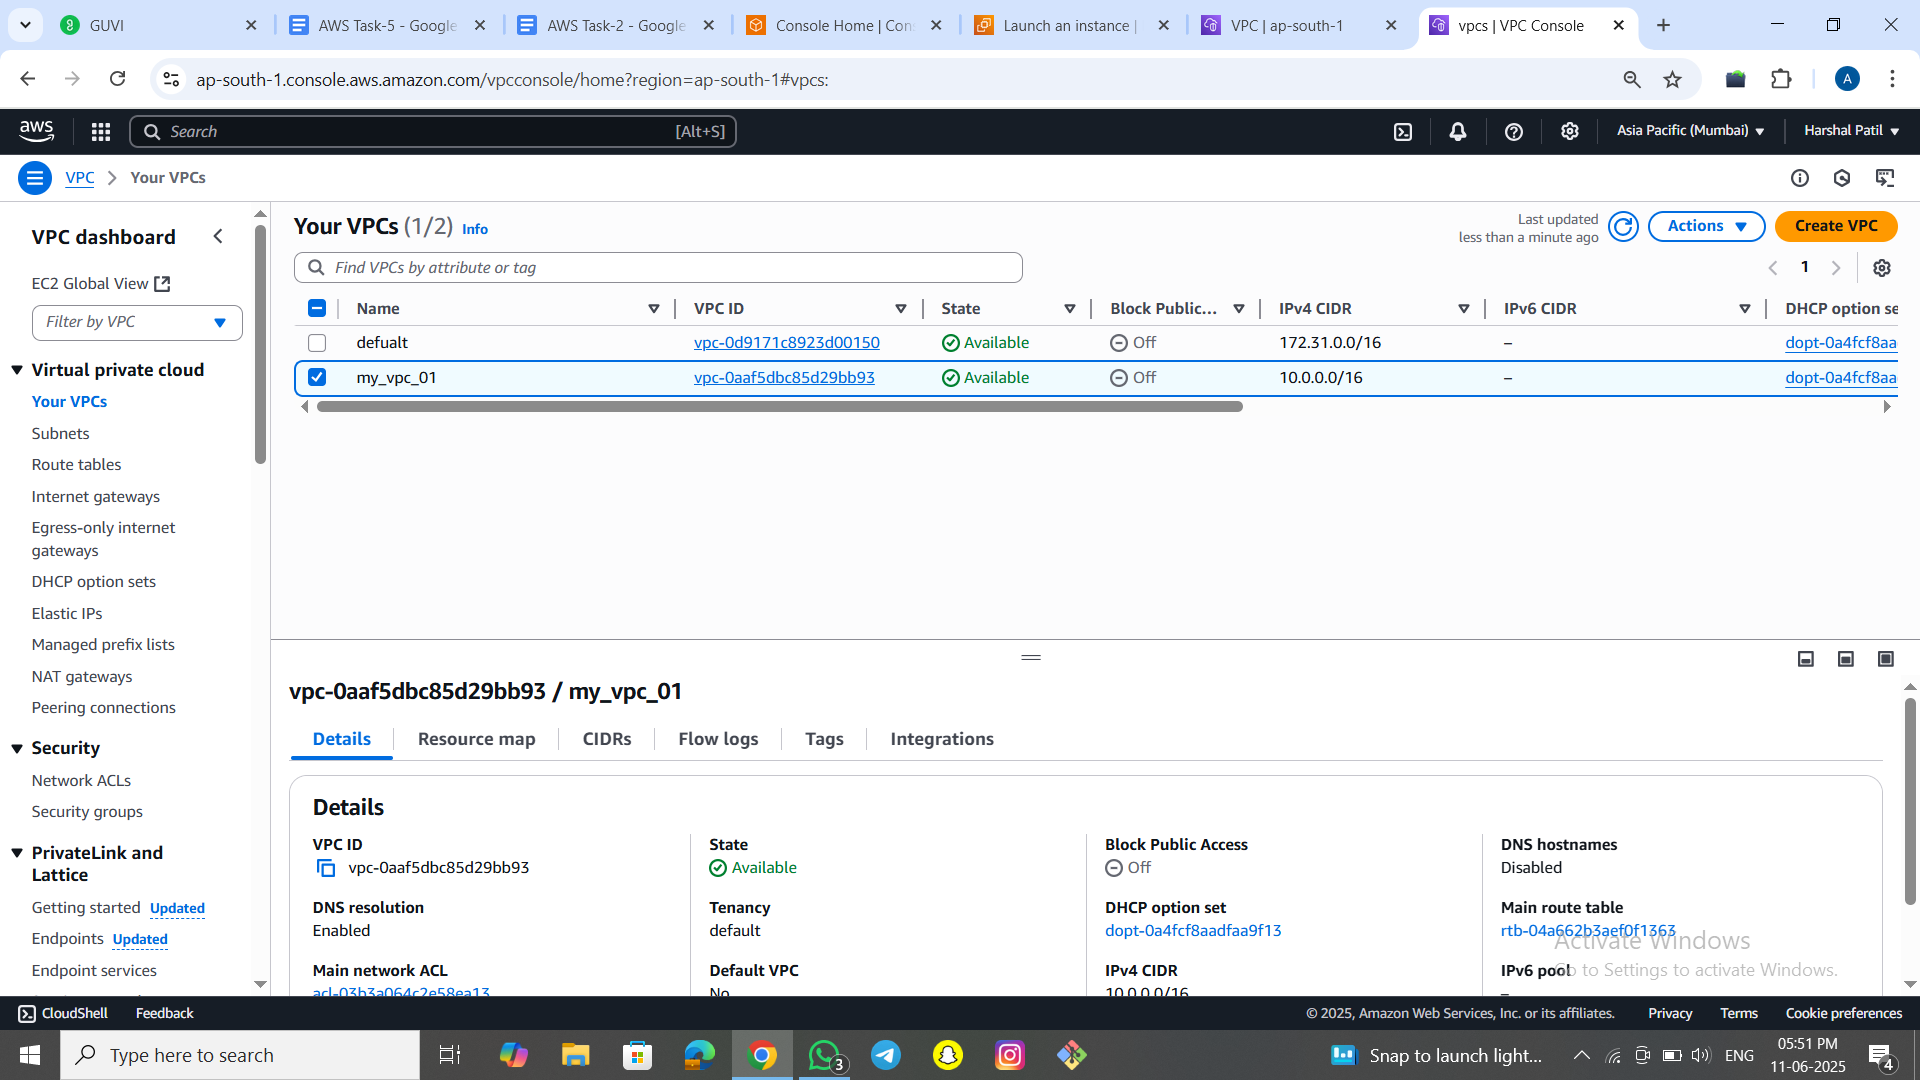 GUVI
AWS Task-5 - Google
AWS Task-2 - Google
Console Home | Con
Launch an instance |
VPC | ap-south-1
vpcs | VPC Console
ap-south-1.console.aws.amazon.com/vpcconsole/home?region=ap-south-1#vpcs:
A
aws
Search
[Alt+S]
Asia Pacific (Mumbai)
Harshal Patil
VPC
Your VPCs
VPC dashboard
EC2 Global View
Filter by VPC
Virtual private cloud
Your VPCs
Subnets
Route tables
Internet gateways
Egress-only internet
gateways
DHCP option sets
Elastic IPs
Managed prefix lists
NAT gateways
Peering connections
Security
Network ACLs
Security groups
PrivateLink and
Lattice
Getting started Updated
Endpoints Updated
Endpoint services
Your VPCs (1/2) Info
Last updated
less than a minute ago
Actions
Create VPC
Find VPCs by attribute or tag
1
Name VPC ID State Block Public... IPv4 CIDR IPv6 CIDR DHCP option se
defualt vpc-0d9171c8923d00150 Available Off 172.31.0.0/16 – dopt-0a4fcf8aa
my_vpc_01 vpc-0aaf5dbc85d29bb93 Available Off 10.0.0.0/16 – dopt-0a4fcf8aa
vpc-0aaf5dbc85d29bb93 / my_vpc_01
Details Resource map CIDRs Flow logs Tags Integrations
Details
VPC ID
vpc-0aaf5dbc85d29bb93
State
Available
Block Public Access
Off
DNS hostnames
Disabled
DNS resolution
Enabled
Tenancy
default
DHCP option set
dopt-0a4fcf8aadfaa9f13
Main route table
rtb-04a662b3aef0f1363
Main network ACL
acl-03b3a064c2e58ea13
Default VPC
No
IPv4 CIDR
10.0.0.0/16
IPv6 pool
–
Activate Windows
Go to Settings to activate Windows.
CloudShell
Feedback
© 2025, Amazon Web Services, Inc. or its affiliates.
Privacy
Terms
Cookie preferences
Type here to search
3
Snap to launch light...
ENG
05:51 PM
11-06-2025
4